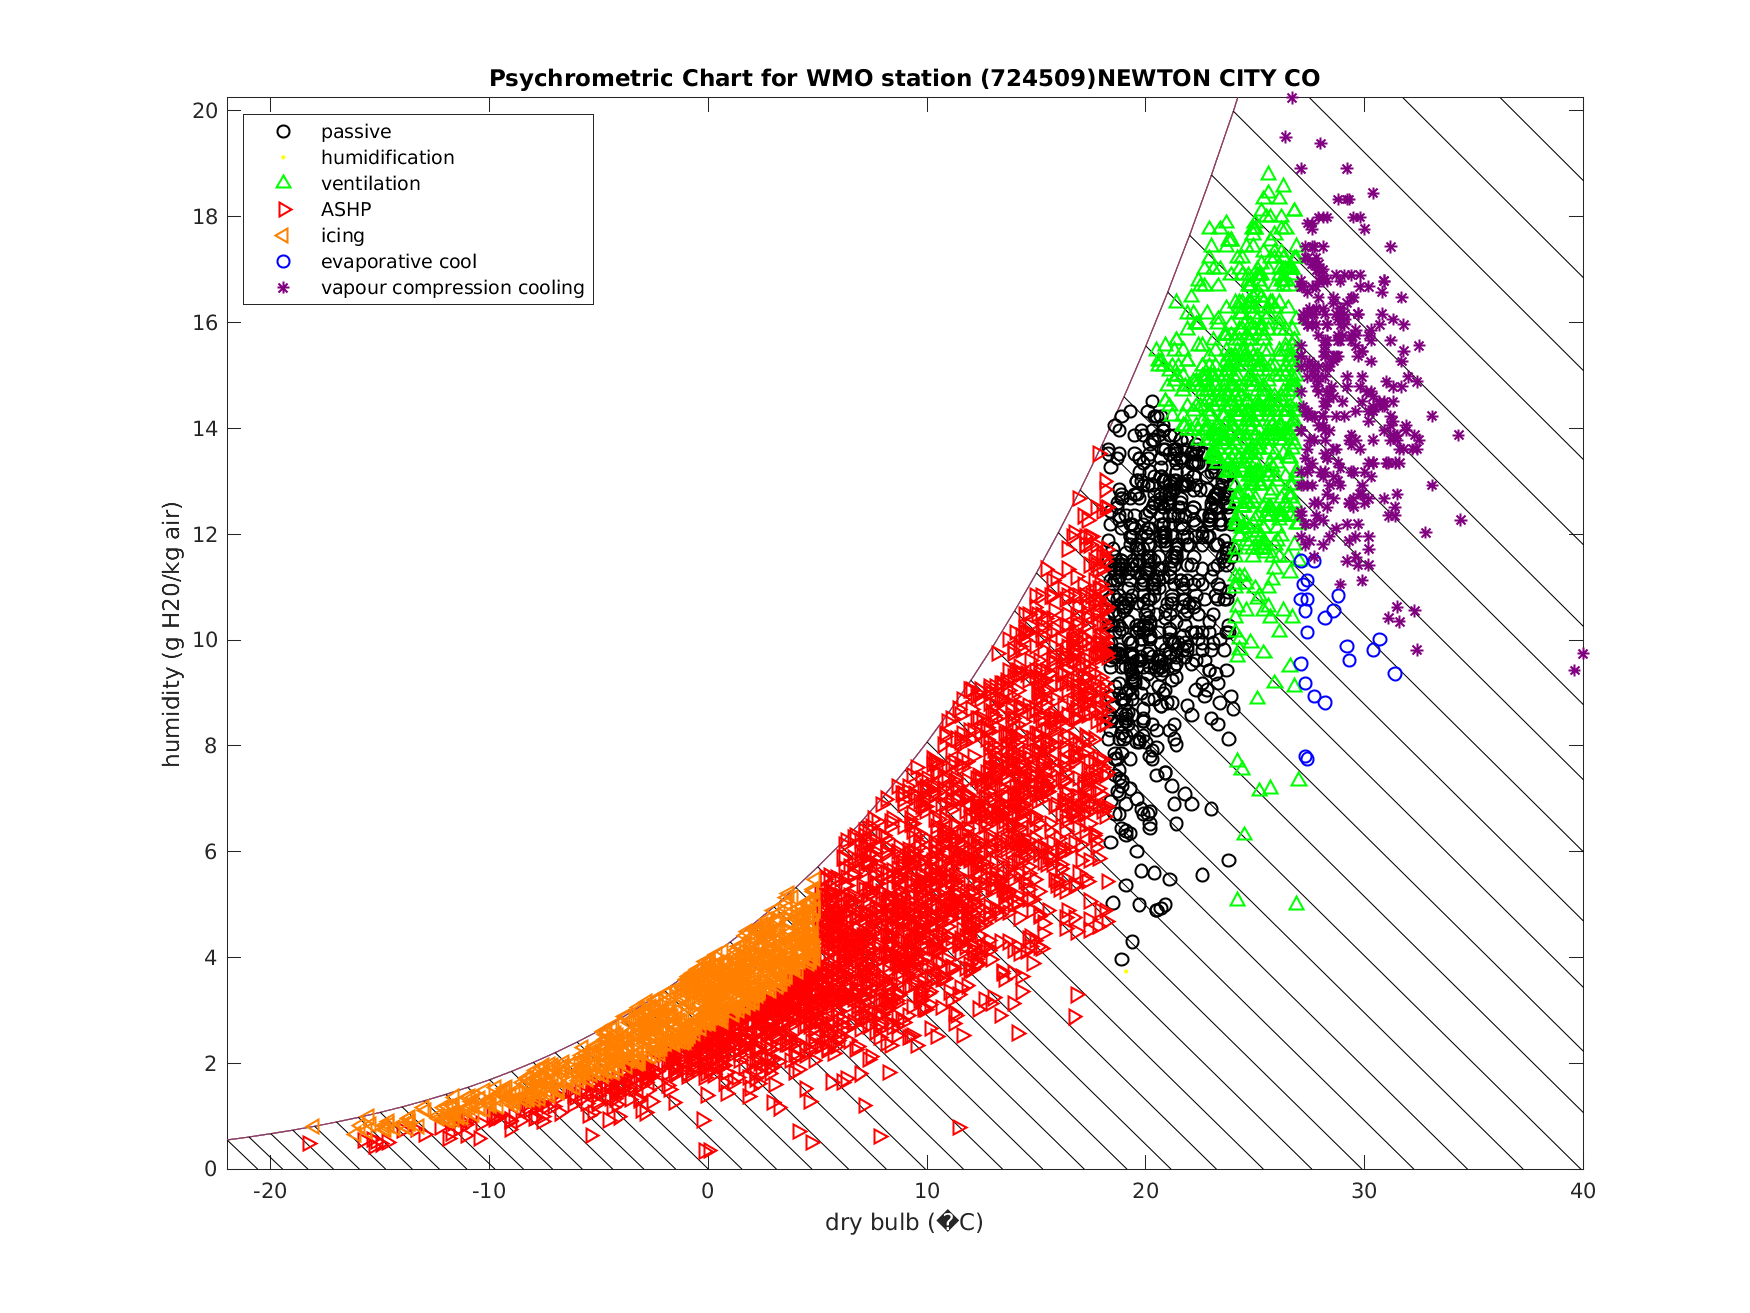 Psychrometric Chart for WMO station (724509)NEWTON CITY CO
passive
humidification
ventilation
ASHP
icing
evaporative cool
vapour compression cooling
humidity (g H20/kg air)
20
18
16
14
12
10
8
6
4
2
0
-20 -10 0 10 20 30 40
dry bulb (�C)